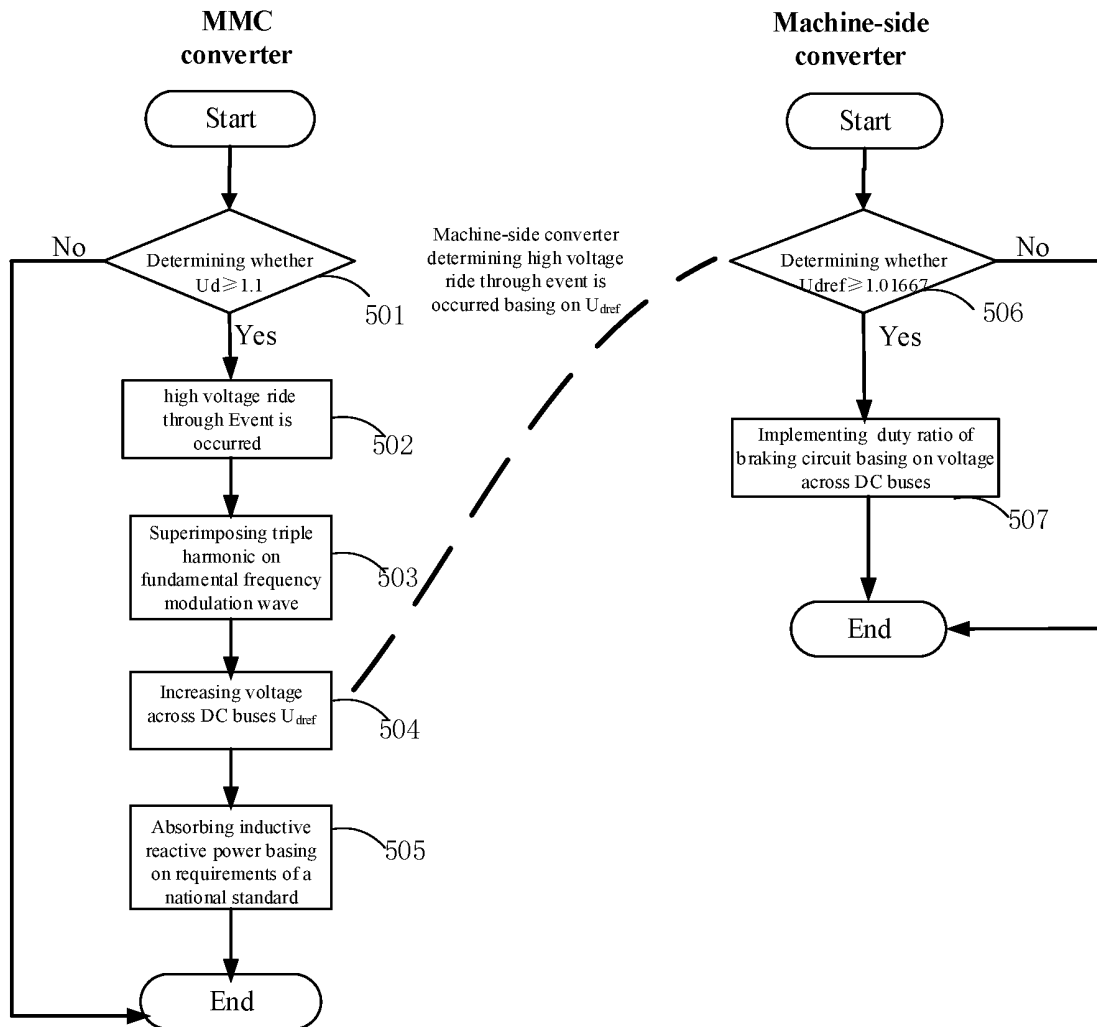 MMC
converter
Start
No
Determining whether
Ud≥1.1
501
Yes
high voltage ride
through Event is
occurred
502
Superimposing triple
harmonic on
fundamental frequency
modulation wave
503
Increasing voltage
across DC buses Udref
504
Absorbing inductive
reactive power basing
on requirements of a
national standard
505
End
Machine-side converter
determining high voltage
ride through event is
occurred basing on Udref
Machine-side
converter
Start
No
Determining whether
Udref≥1.01667
506
Yes
Implementing duty ratio of
braking circuit basing on voltage
across DC buses
507
End